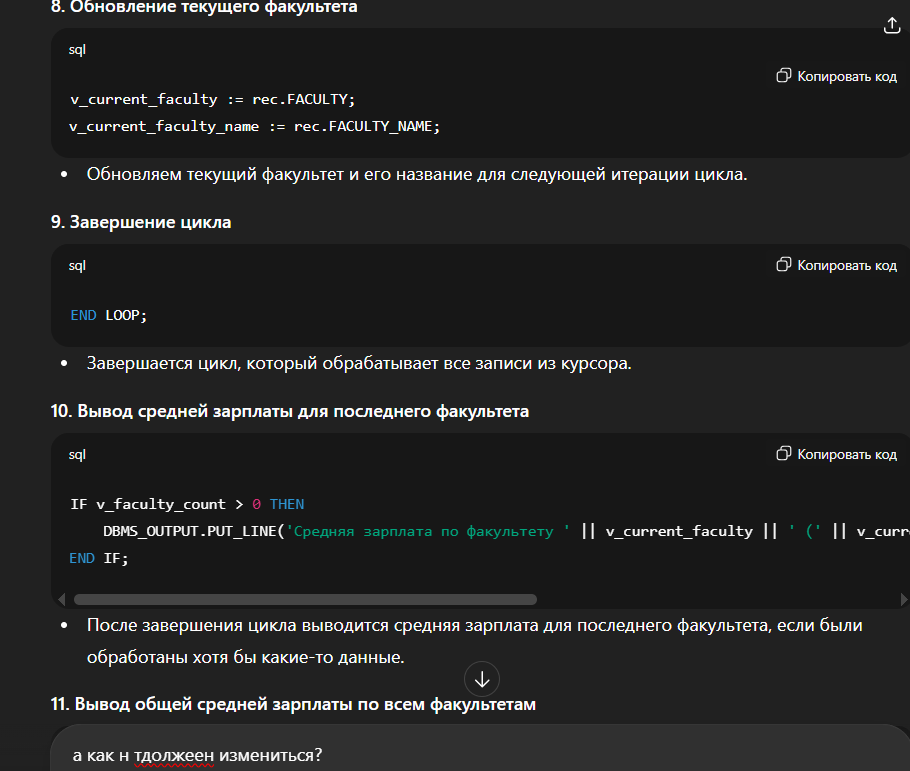 8. Обновление текущего факультета
sql
Копировать код
v_current_faculty := rec.FACULTY;
v_current_faculty_name := rec.FACULTY_NAME;
Обновляем текущий факультет и его название для следующей итерации цикла.
9. Завершение цикла
sql
Копировать код
END LOOP;
Завершается цикл, который обрабатывает все записи из курсора.
10. Вывод средней зарплаты для последнего факультета
sql
Копировать код
IF v_faculty_count > 0 THEN
DBMS_OUTPUT.PUT_LINE('Средняя зарплата по факультету ' || v_current_faculty || ' (' || v_curr
END IF;
После завершения цикла выводится средняя зарплата для последнего факультета, если были
обработаны хотя бы какие-то данные.
11. Вывод общей средней зарплаты по всем факультетам
а как н тдолжеен измениться?